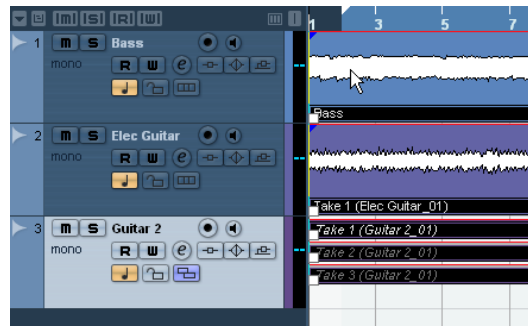 [m] [S] [R] [W]
1 3 5 7
1 m S Bass
mono R W e
Bass
2 m S Elec Guitar
mono R W e
Take 1 (Elec Guitar_01)
3 m S Guitar 2
mono R W e
Take 1 (Guitar 2_01)
Take 2 (Guitar 2_01)
Take 3 (Guitar 2_01)